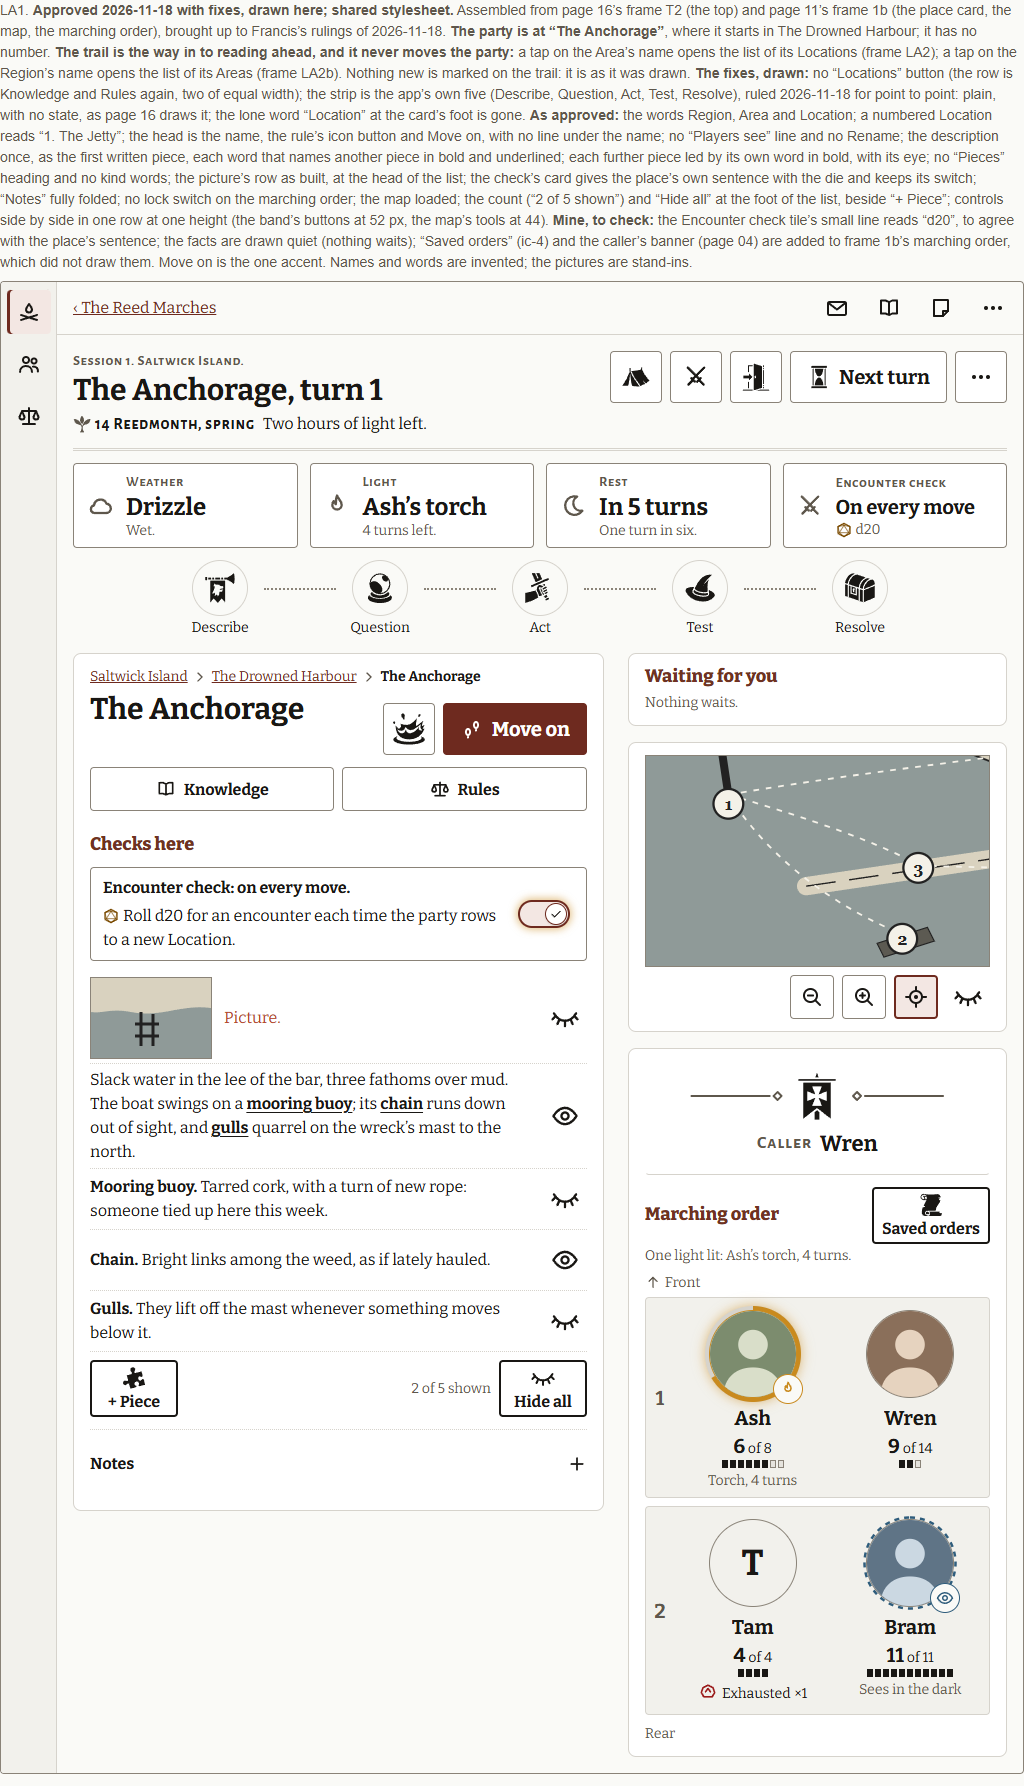 LA1. Approved 2026-11-18 with fixes, drawn here; shared stylesheet. Assembled from page 16’s frame T2 (the top) and page 11’s frame 1b (the place card, the
map, the marching order), brought up to Francis’s rulings of 2026-11-18. The party is at “The Anchorage”, where it starts in The Drowned Harbour; it has no
number. The trail is the way in to reading ahead, and it never moves the party: a tap on the Area’s name opens the list of its Locations (frame LA2); a tap on the
Region’s name opens the list of its Areas (frame LA2b). Nothing new is marked on the trail: it is as it was drawn. The fixes, drawn: no “Locations” button (the row is
Knowledge and Rules again, two of equal width); the strip is the app’s own five (Describe, Question, Act, Test, Resolve), ruled 2026-11-18 for point to point: plain,
with no state, as page 16 draws it; the lone word “Location” at the card’s foot is gone. As approved: the words Region, Area and Location; a numbered Location
reads “1. The Jetty”; the head is the name, the rule’s icon button and Move on, with no line under the name; no “Players see” line and no Rename; the description
once, as the first written piece, each word that names another piece in bold and underlined; each further piece led by its own word in bold, with its eye; no “Pieces”
heading and no kind words; the picture’s row as built, at the head of the list; the check’s card gives the place’s own sentence with the die and keeps its switch;
“Notes” fully folded; no lock switch on the marching order; the map loaded; the count (“2 of 5 shown”) and “Hide all” at the foot of the list, beside “+ Piece”; controls
side by side in one row at one height (the band’s buttons at 52 px, the map’s tools at 44). Mine, to check: the Encounter check tile’s small line reads “d20”, to agree
with the place’s sentence; the facts are drawn quiet (nothing waits); “Saved orders” (ic-4) and the caller’s banner (page 04) are added to frame 1b’s marching order,
which did not draw them. Move on is the one accent. Names and words are invented; the pictures are stand-ins.
‹ The Reed Marches
Session 1. Saltwick Island.
The Anchorage, turn 1
14 Reedmonth, spring Two hours of light left.
Next turn
Weather
Drizzle
Wet.
Light
Ash’s torch
4 turns left.
Rest
In 5 turns
One turn in six.
Encounter check
On every move
d20
Describe
Question
Act
Test
Resolve
Saltwick Island › The Drowned Harbour › The Anchorage
The Anchorage
Move on
Knowledge
Rules
Checks here
Encounter check: on every move.
Roll d20 for an encounter each time the party rows
to a new Location.
Picture.
Slack water in the lee of the bar, three fathoms over mud.
The boat swings on a mooring buoy; its chain runs down
out of sight, and gulls quarrel on the wreck’s mast to the
north.
Mooring buoy. Tarred cork, with a turn of new rope:
someone tied up here this week.
Chain. Bright links among the weed, as if lately hauled.
Gulls. They lift off the mast whenever something moves
below it.
+ Piece
2 of 5 shown
Hide all
Notes
Waiting for you
Nothing waits.
1
3
2
Caller Wren
Marching order
Saved orders
One light lit: Ash’s torch, 4 turns.
↑ Front
1
Ash
6 of 8
Torch, 4 turns
Wren
9 of 14
2
T
Tam
4 of 4
Exhausted ×1
Bram
11 of 11
Sees in the dark
Rear